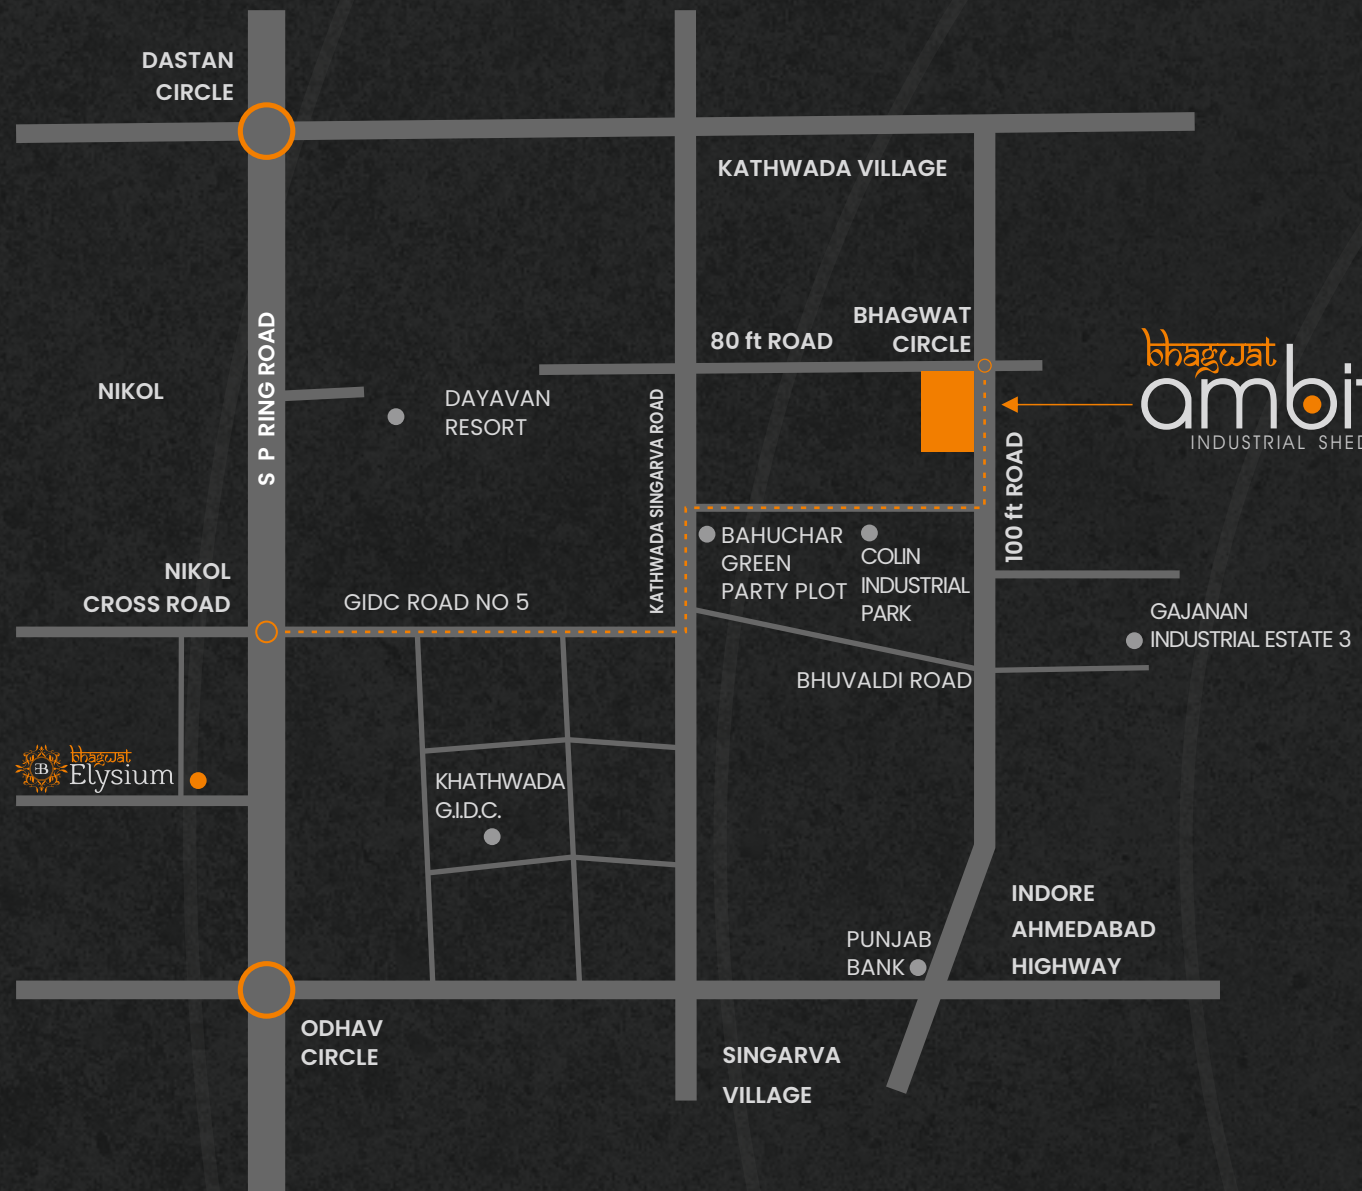 DASTAN
CIRCLE
KATHWADA VILLAGE
S P RING ROAD
NIKOL
DAYAVAN
RESORT
KATHWADA SINGARVA ROAD
80 ft ROAD
BHAGWAT
CIRCLE
bhagwat
ambit
INDUSTRIAL SHED
100 ft ROAD
NIKOL
CROSS ROAD
GIDC ROAD NO 5
BAHUCHAR
GREEN
PARTY PLOT
COLIN
INDUSTRIAL
PARK
GAJANAN
INDUSTRIAL ESTATE 3
BHUVALDI ROAD
B
bhagwat
Elysium
KHATHWADA
G.I.D.C.
PUNJAB
BANK
INDORE
AHMEDABAD
HIGHWAY
ODHAV
CIRCLE
SINGARVA
VILLAGE